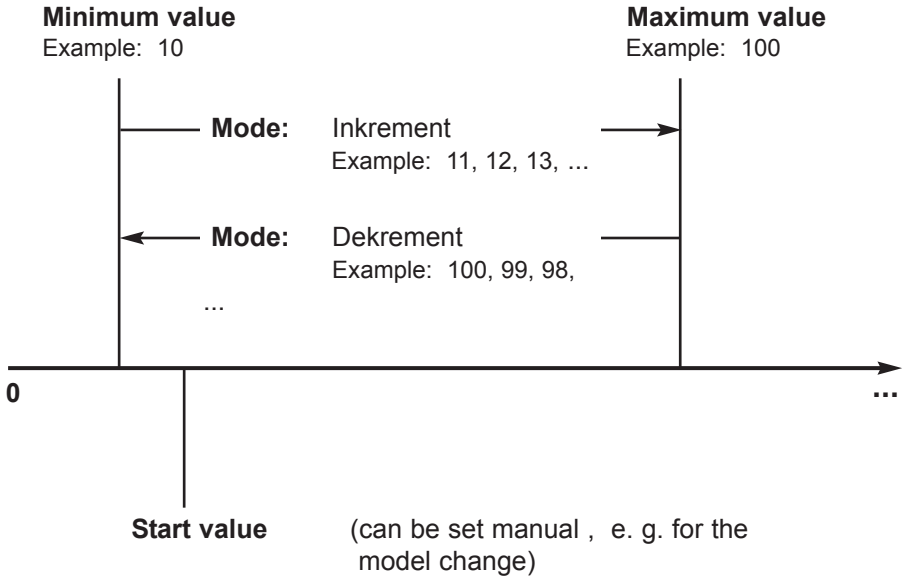 Minimum value
Example: 10
Maximum value
Example: 100
Mode: Inkrement
Example: 11, 12, 13, ...
Mode: Dekrement
Example: 100, 99, 98,
...
0
...
Start value (can be set manual , e. g. for the
model change)